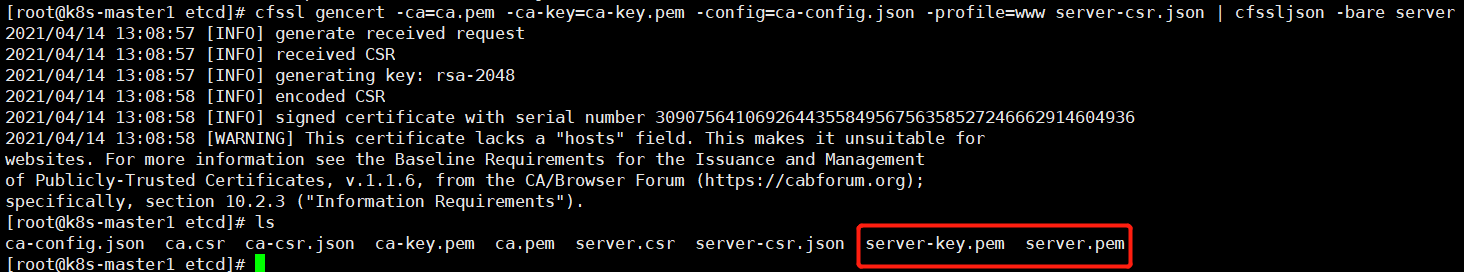 [root@k8s-master1 etcd]# cfssl gencert -ca=ca.pem -ca-key=ca-key.pem -config=ca-config.json -profile=www server-csr.json | cfssljson -bare server
2021/04/14 13:08:57 [INFO] generate received request
2021/04/14 13:08:57 [INFO] received CSR
2021/04/14 13:08:57 [INFO] generating key: rsa-2048
2021/04/14 13:08:58 [INFO] encoded CSR
2021/04/14 13:08:58 [INFO] signed certificate with serial number 309075641069264435584956756358527246662914604936
2021/04/14 13:08:58 [WARNING] This certificate lacks a "hosts" field. This makes it unsuitable for
websites. For more information see the Baseline Requirements for the Issuance and Management
of Publicly-Trusted Certificates, v.1.1.6, from the CA/Browser Forum (https://cabforum.org);
specifically, section 10.2.3 ("Information Requirements").
[root@k8s-master1 etcd]# ls
ca-config.json  ca.csr  ca-csr.json  ca-key.pem  ca.pem  server.csr  server-csr.json  server-key.pem  server.pem
[root@k8s-master1 etcd]#